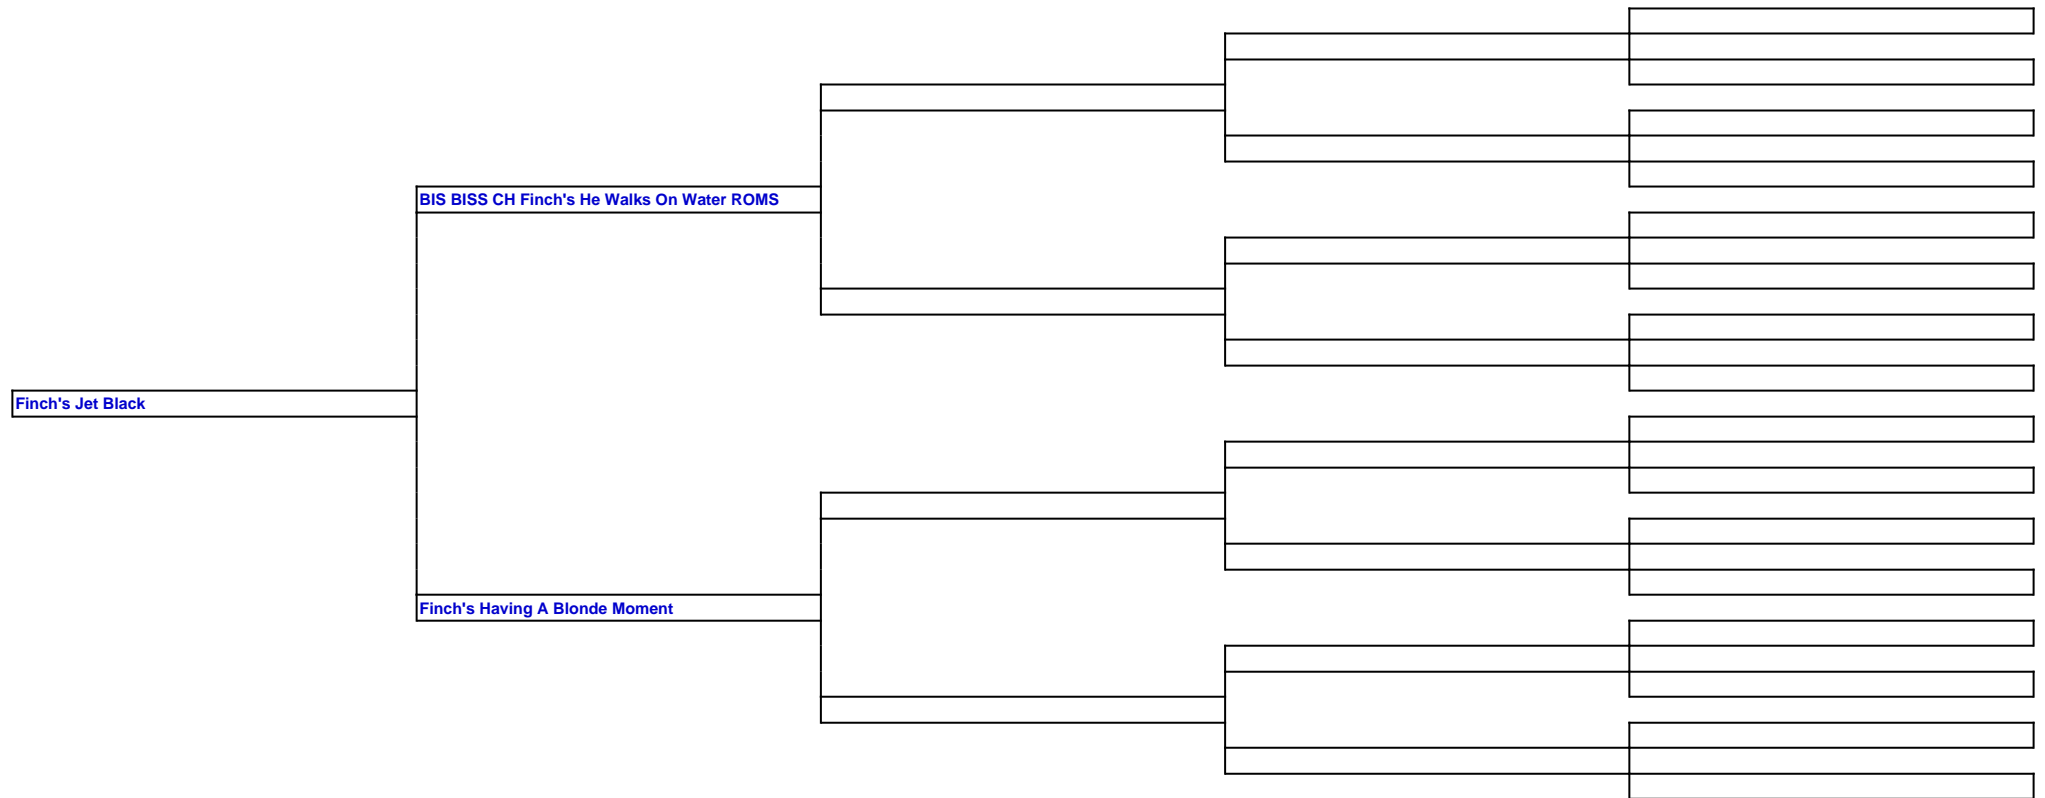 BIS BISS CH Finch's He Walks On Water ROMS
Finch's Jet Black
Finch's Having A Blonde Moment